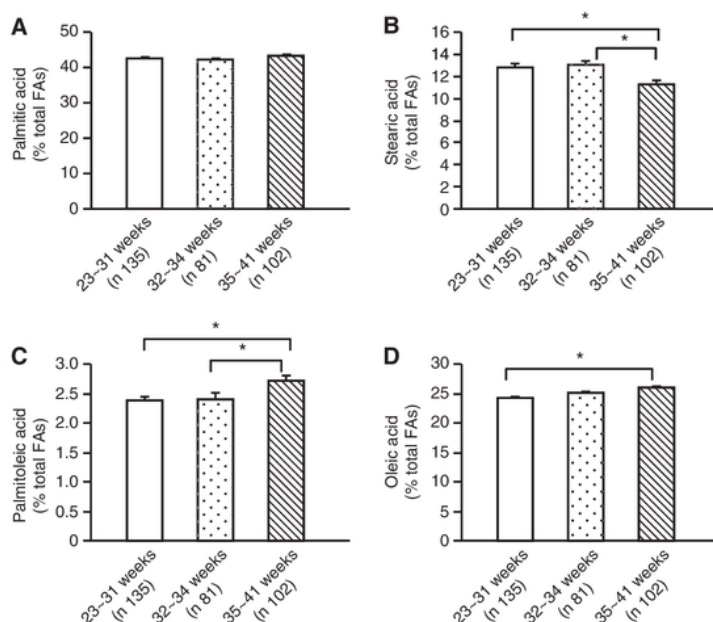 A
Palmitic acid
(% total FAs)
50
40
30
20
10
0
23~31 weeks
(n 135)
32~34 weeks
(n 81)
35~41 weeks
(n 102)
B
Stearic acid
(% total FAs)
16
14
12
10
8
6
4
2
0
*
*
23~31 weeks
(n 135)
32~34 weeks
(n 81)
35~41 weeks
(n 102)
C
Palmitoleic acid
(% total FAs)
3.0
2.5
2.0
1.5
1.0
0.5
0
*
*
23~31 weeks
(n 135)
32~34 weeks
(n 81)
35~41 weeks
(n 102)
D
Oleic acid
(% total FAs)
30
25
20
15
10
5
0
*
23~31 weeks
(n 135)
32~34 weeks
(n 81)
35~41 weeks
(n 102)